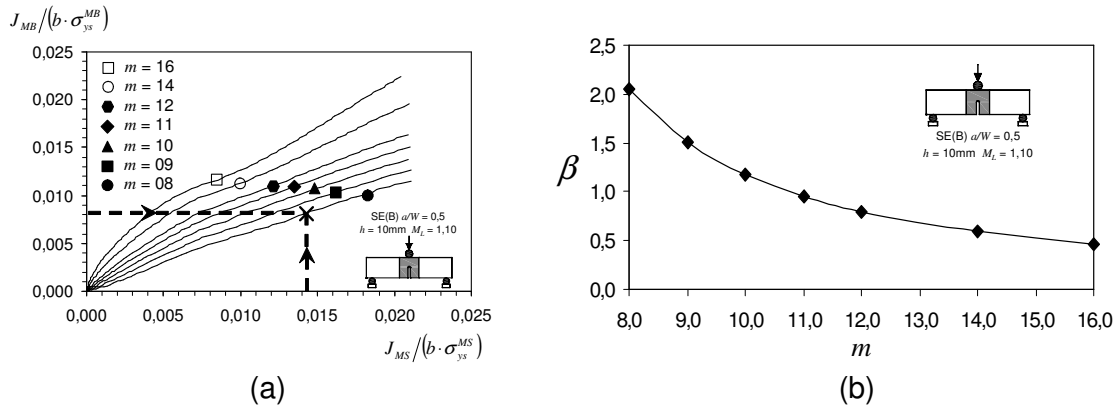 J_MB/(b·σ_ys^MB)
0,025
0,020
0,015
0,010
0,005
0,000
m = 16
m = 14
m = 12
m = 11
m = 10
m = 09
m = 08
SE(B) a/W = 0,5
h = 10mm M_L = 1,10
0,000 0,005 0,010 0,015 0,020 0,025
J_MS/(b·σ_ys^MS)
(a)
2,5
2,0
1,5
1,0
0,5
0,0
β
SE(B) a/W = 0,5
h = 10mm M_L = 1,10
8,0 9,0 10,0 11,0 12,0 13,0 14,0 15,0 16,0
m
(b)